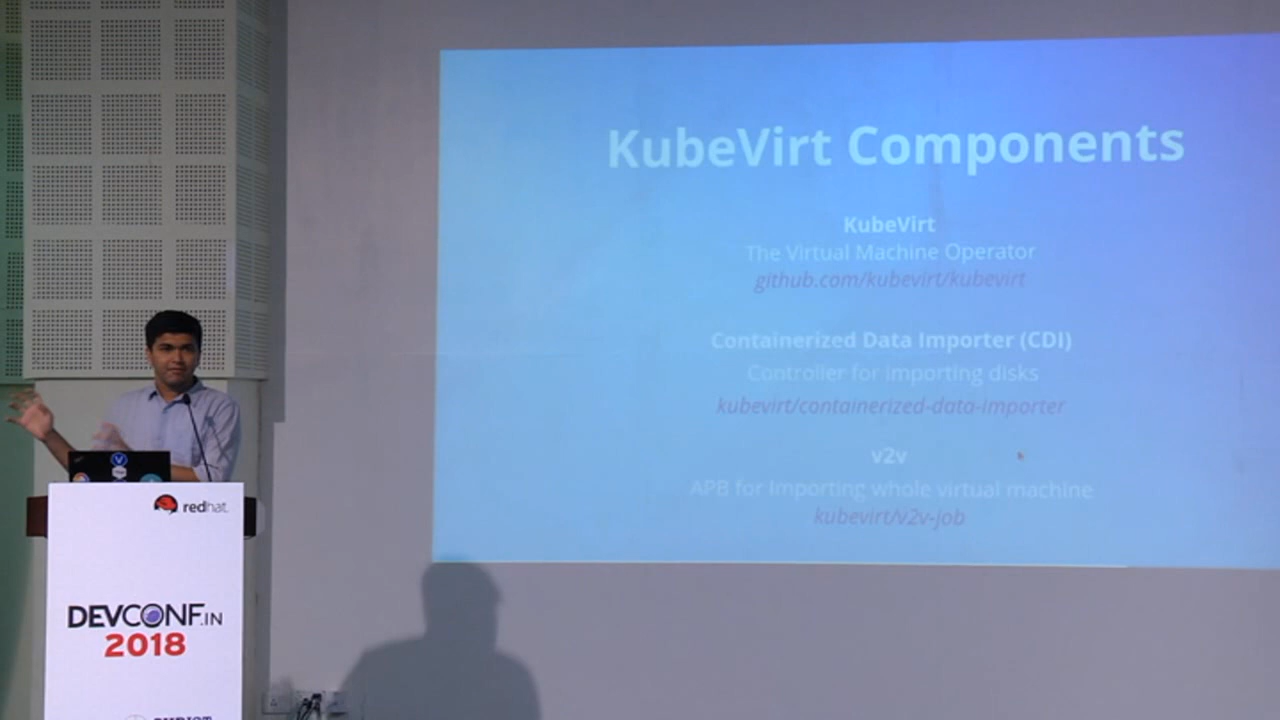 KubeVirt Components
KubeVirt
The Virtual Machine Operator
github.com/kubevirt/kubevirt
Containerized Data Importer (CDI)
Controller for importing disks
kubevirt/containerized-data-importer
v2v
APB for Importing whole virtual machine
kubevirt/v2v-job
redhat.
DEVCONF.IN
2018